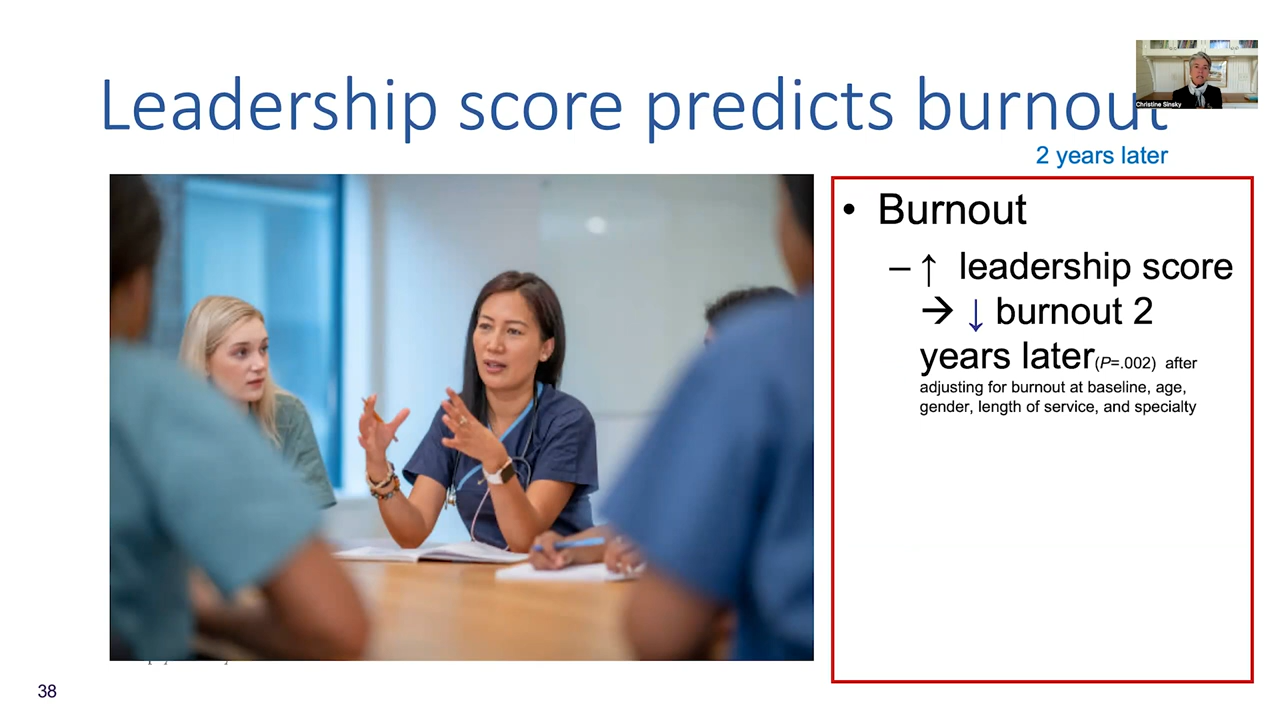 Christine Sinsky
Leadership score predicts burnout
2 years later
• Burnout
– ↑ leadership score
→ ↓ burnout 2
years later(P=.002) after
adjusting for burnout at baseline, age,
gender, length of service, and specialty
38